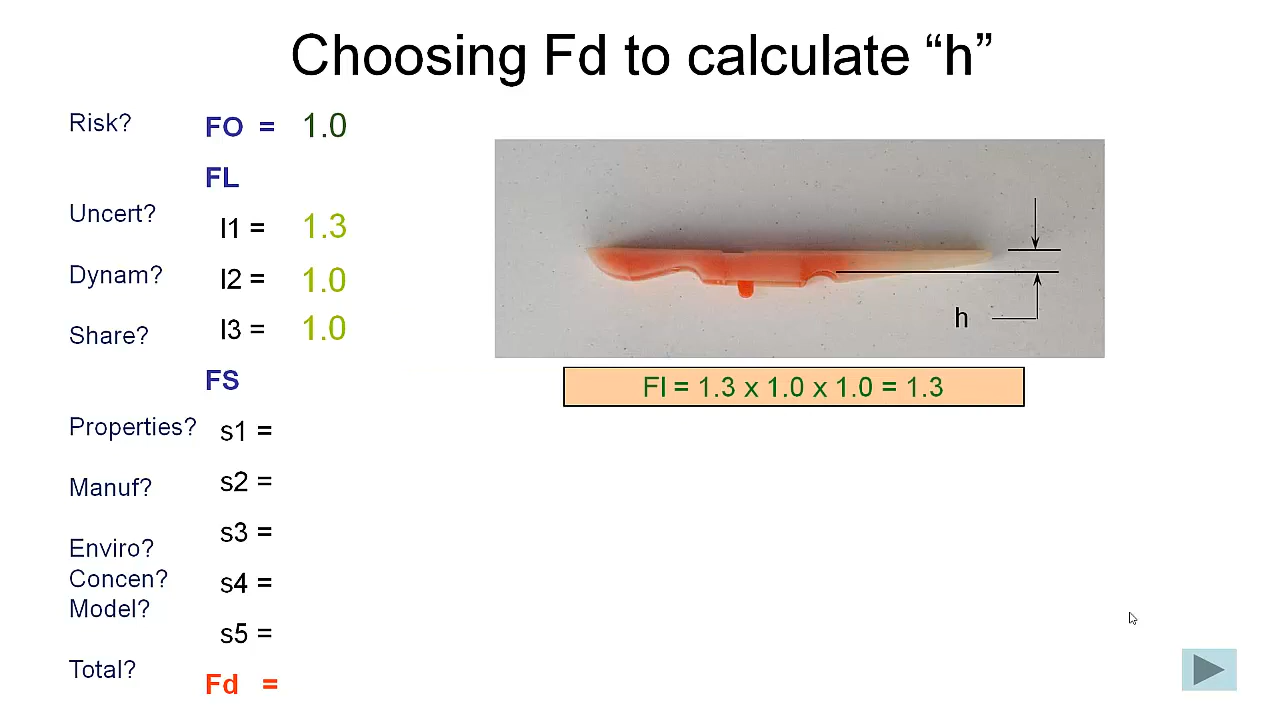 Choosing Fd to calculate “h”
Risk? FO = 1.0
FL
Uncert? l1 = 1.3
Dynam? l2 = 1.0
Share? l3 = 1.0
FS
Properties? s1 =
Manuf? s2 =
Enviro? s3 =
Concen? s4 =
Model? s5 =
Total? Fd =
h
Fl = 1.3 x 1.0 x 1.0 = 1.3